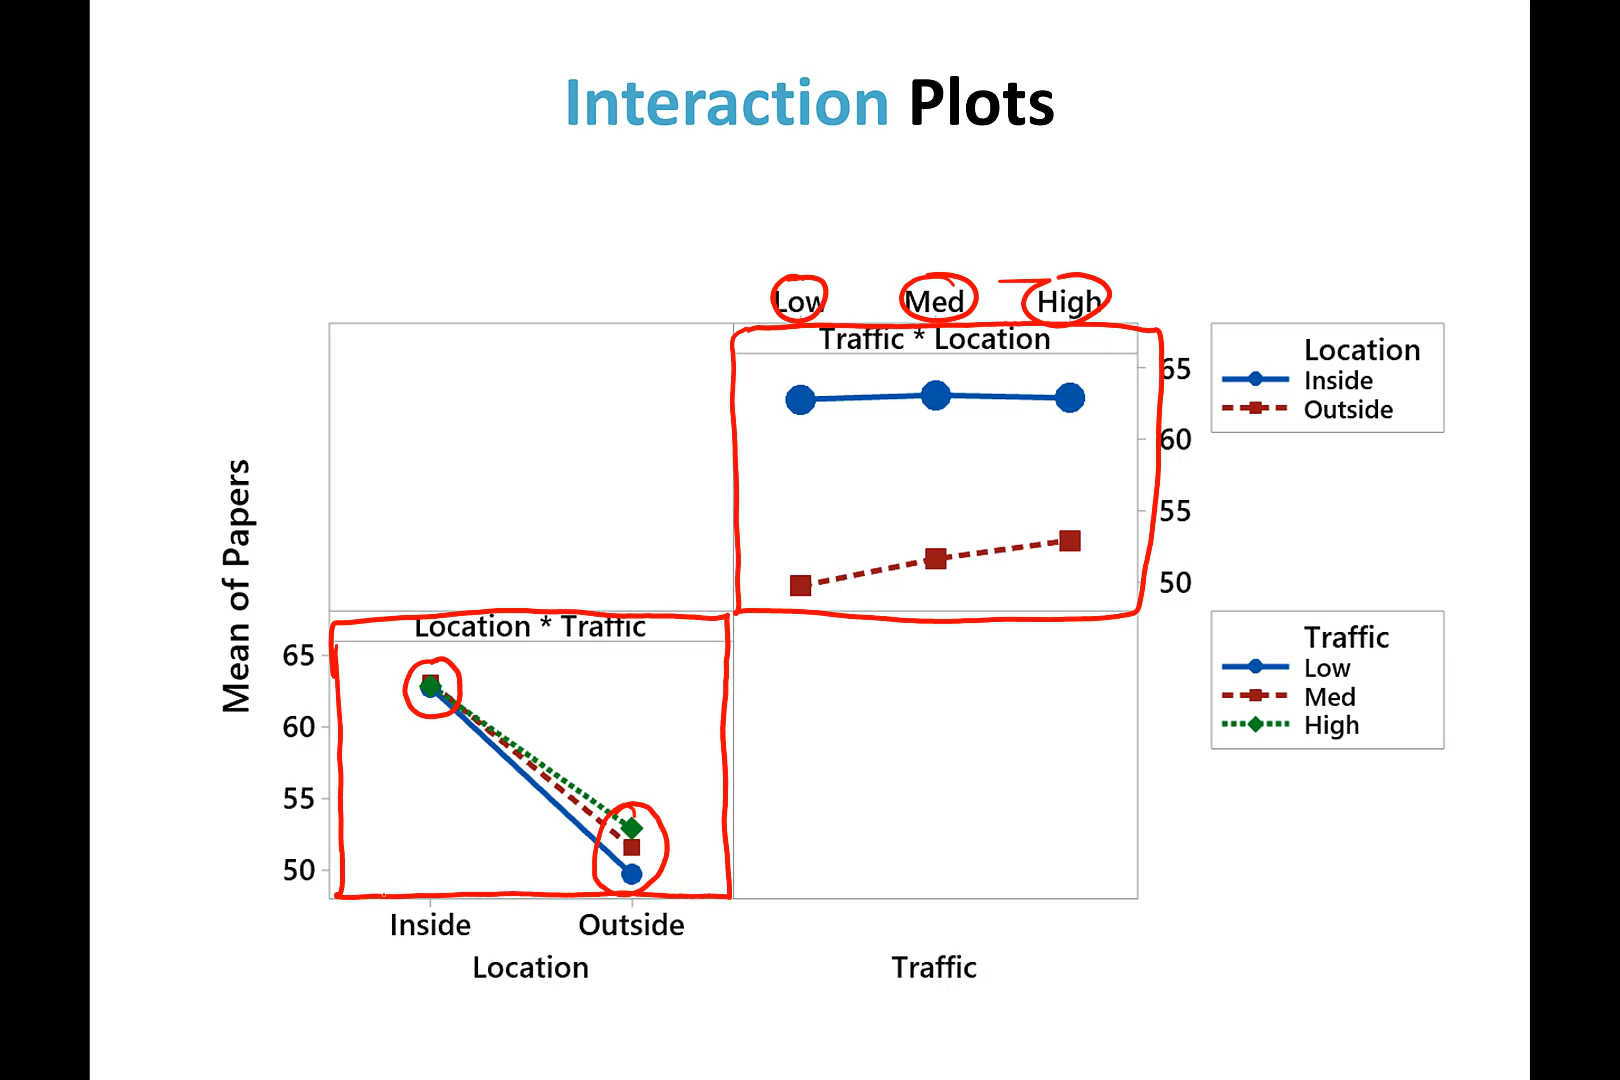 Interaction Plots
Low Med High
Traffic * Location
Location
Inside
Outside
65
60
55
50
Mean of Papers
Location * Traffic
65
60
55
50
Traffic
Low
Med
High
Inside Outside
Location Traffic